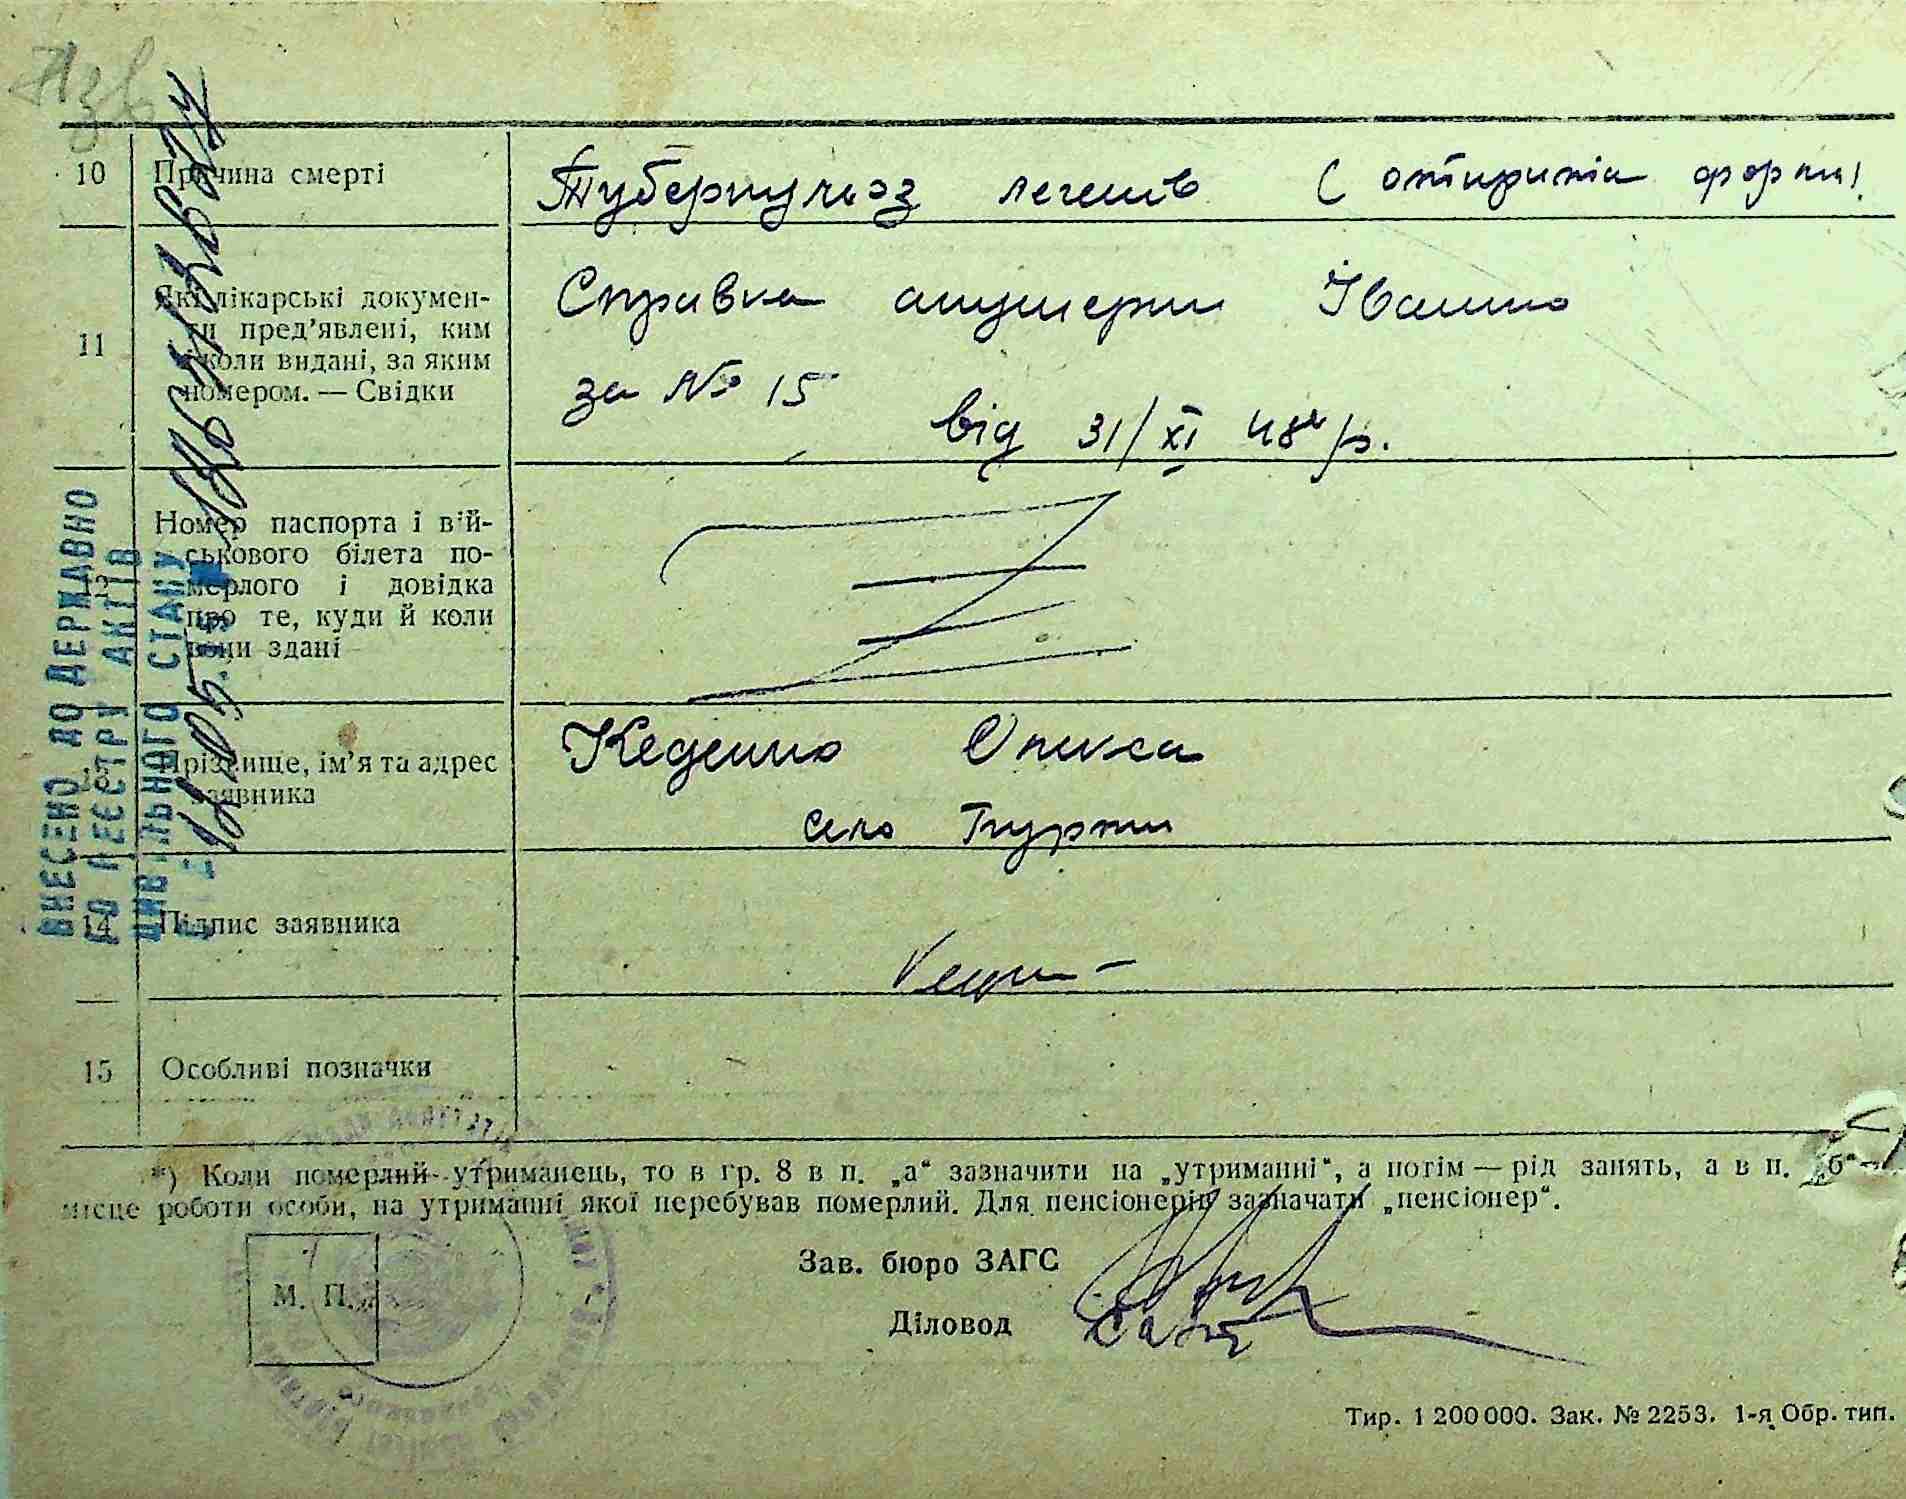 10 Причина смерті
Туберкульоз легенів (открита форма)
11 Які лікарські докумен-
ти пред’явлені, ким
і коли видані, за яким
номером. — Свідки
Справка акушерки
за № 15
від 31/XI 48 р.
12 Номер паспорта і вій-
ськового білета по-
мерлого і довідка
про те, куди й коли
вони здані
13 Прізвище, ім’я та адрес
заявника
село
14 Підпис заявника
15 Особливі позначки
*) Коли померлий утриманець, то в гр. 8 в п. „а“ зазначити на „утриманні“, а потім — рід занять, а в п. „б“ —
місце роботи особи, на утриманні якої перебував померлий. Для пенсіонерів зазначати „пенсіонер“.
М. П.
Зав. бюро ЗАГС
Діловод
Тир. 1 200 000. Зак. № 2253. 1-я Обр. тип.
ВНЕСЕНО ДО ДЕРЖАВНО
ГО РЕЄСТРУ АКТІВ
ЦИВІЛЬНОГО СТАНУ